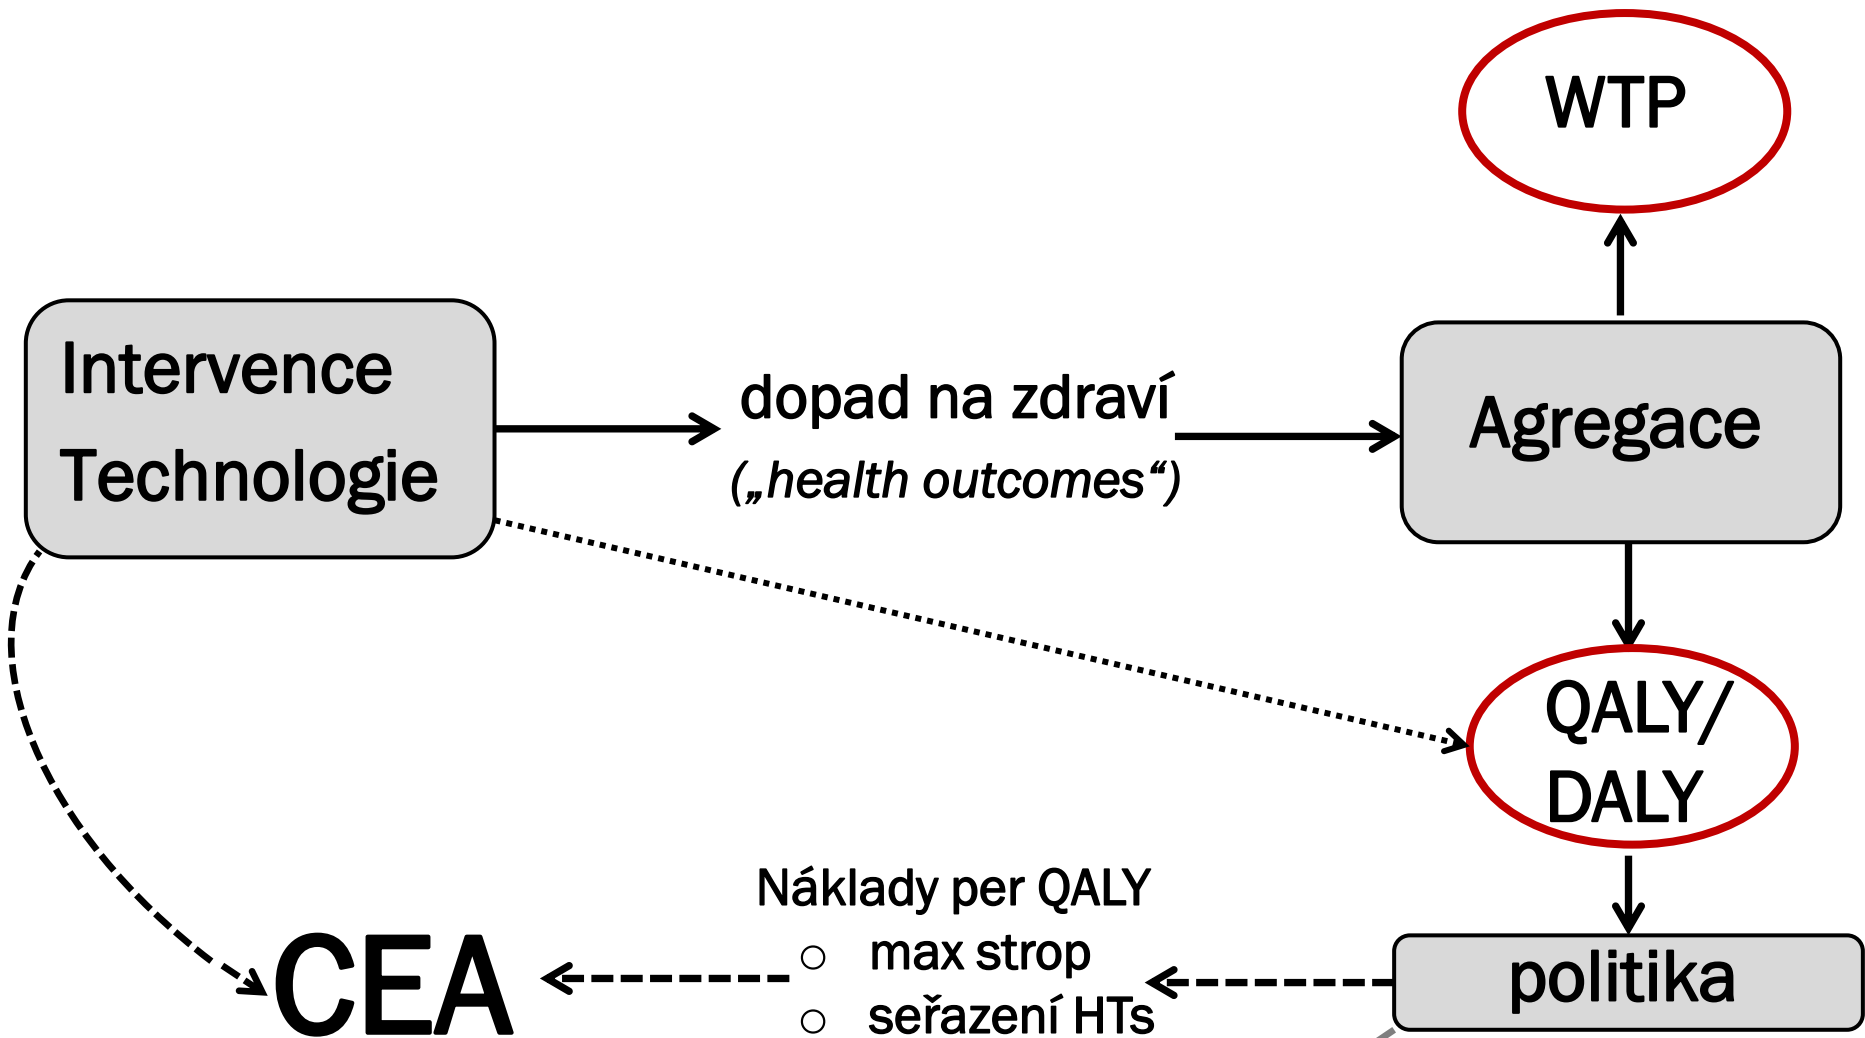 WTP
Intervence
Technologie
dopad na zdraví
(„health outcomes“)
Agregace
QALY/
DALY
Náklady per QALY
○ max strop
○ seřazení HTs
CEA
politika